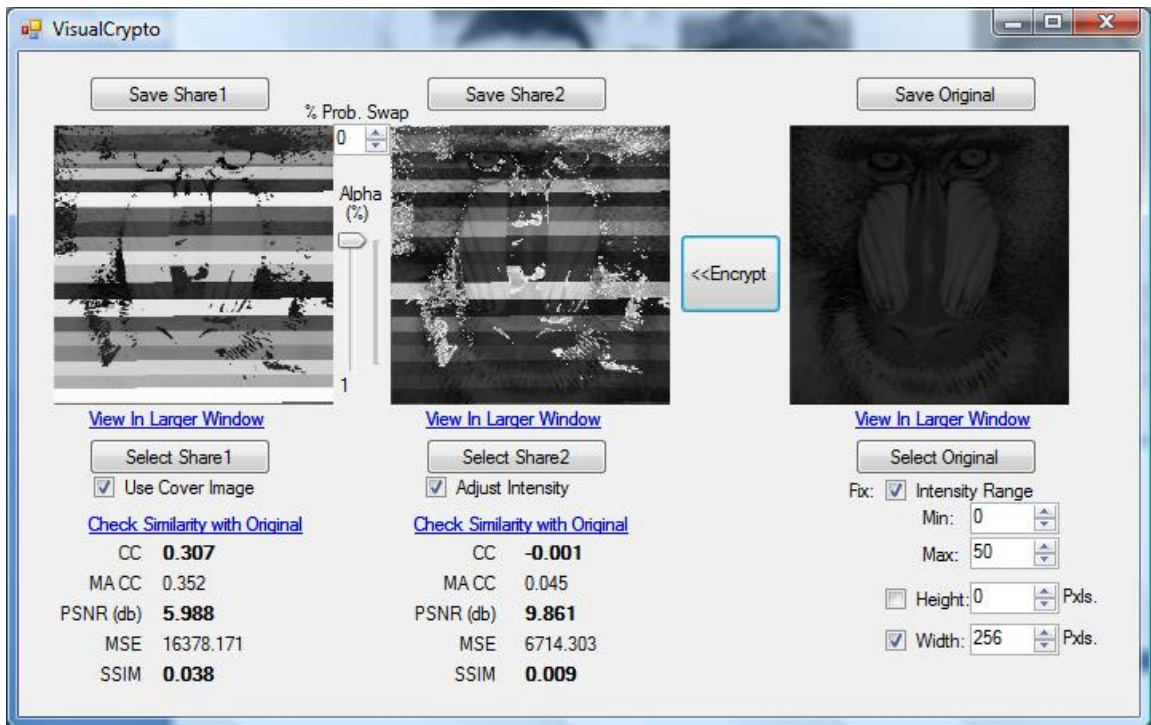 VisualCrypto
Save Share1
Save Share2
Save Original
% Prob. Swap
0
Alpha
(%)
<<Encrypt
1
View In Larger Window
View In Larger Window
View In Larger Window
Select Share1
Select Share2
Select Original
Use Cover Image
Adjust Intensity
Fix: Intensity Range
Min: 0
Max: 50
Height: 0 Pxls.
Width: 256 Pxls.
Check Similarity with Original
Check Similarity with Original
CC 0.307
CC -0.001
MA CC 0.352
MA CC 0.045
PSNR (db) 5.988
PSNR (db) 9.861
MSE 16378.171
MSE 6714.303
SSIM 0.038
SSIM 0.009